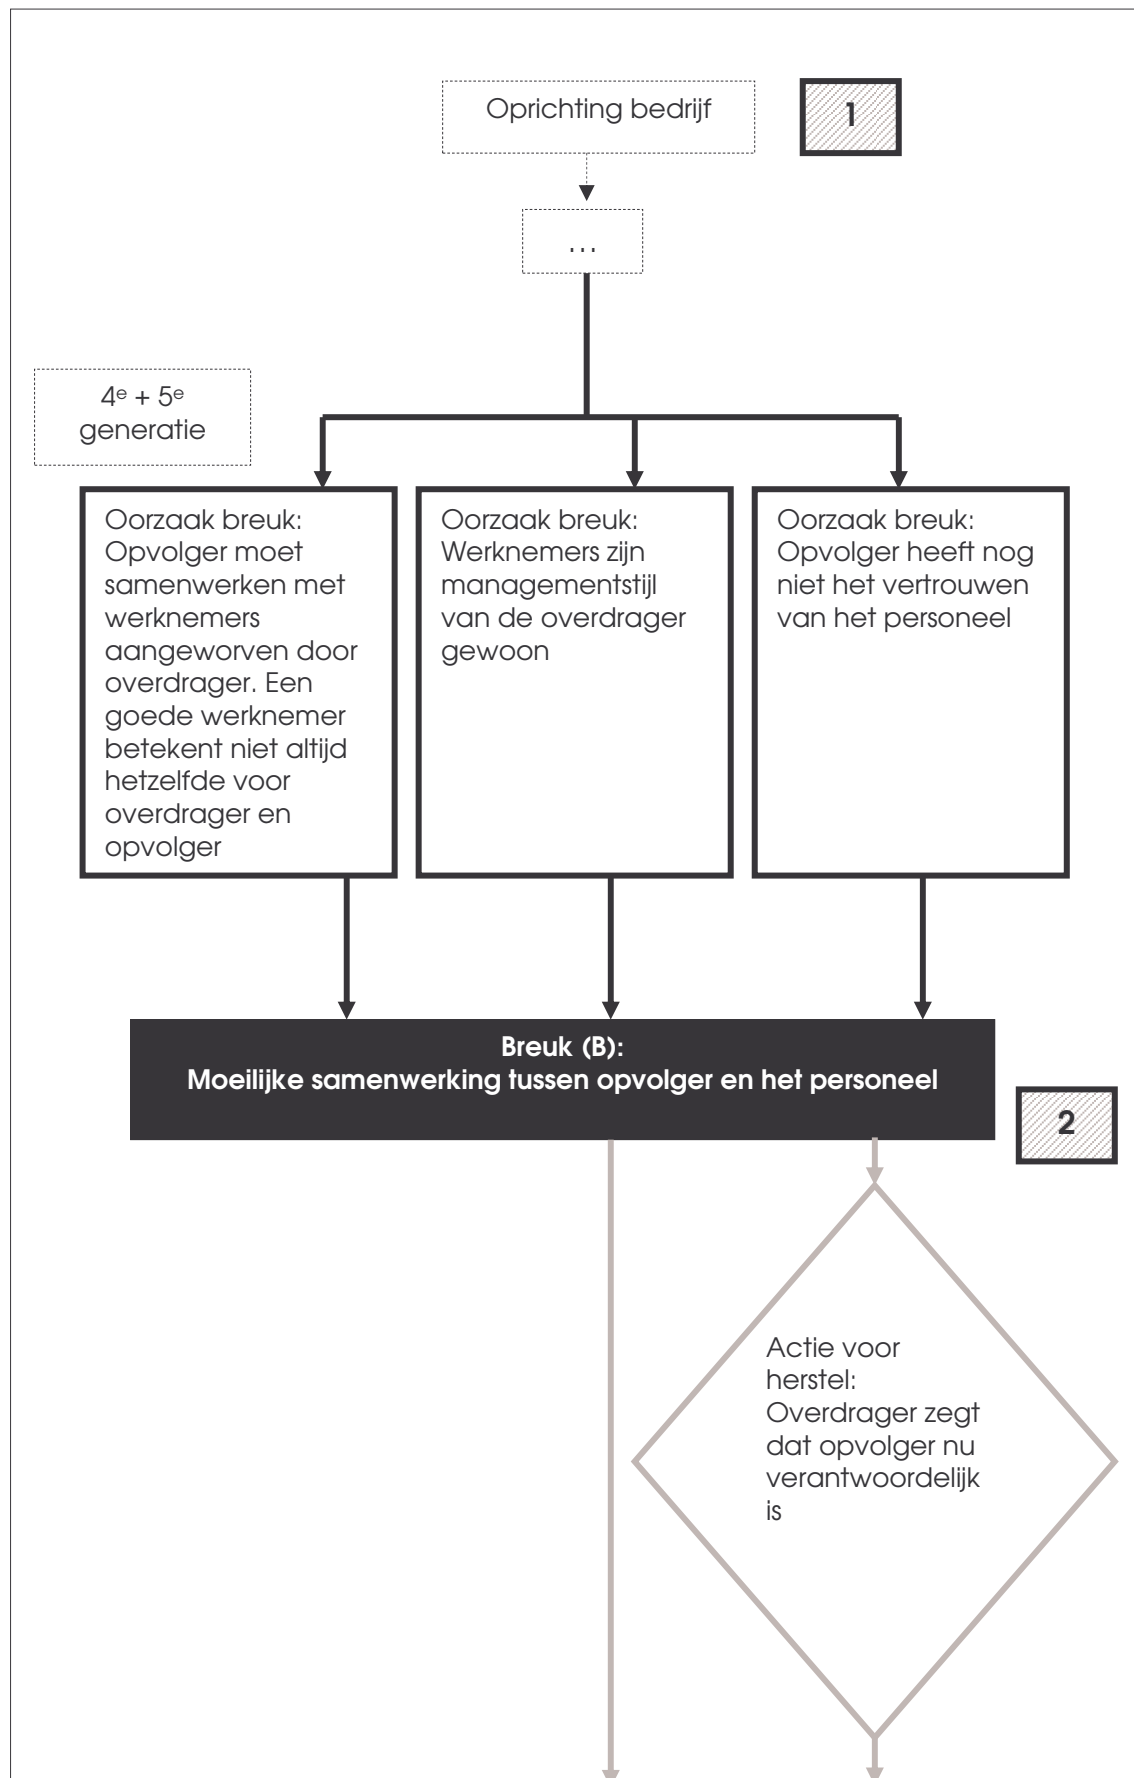 Oprichting bedrijf
1
...
4e + 5e
generatie
Oorzaak breuk:
Opvolger moet
samenwerken met
werknemers
aangeworven door
overdrager. Een
goede werknemer
betekent niet altijd
hetzelfde voor
overdrager en
opvolger
Oorzaak breuk:
Werknemers zijn
managementstijl
van de overdrager
gewoon
Oorzaak breuk:
Opvolger heeft nog
niet het vertrouwen
van het personeel
Breuk (B):
Moeilijke samenwerking tussen opvolger en het personeel
2
Actie voor
herstel:
Overdrager zegt
dat opvolger nu
verantwoordelijk
is